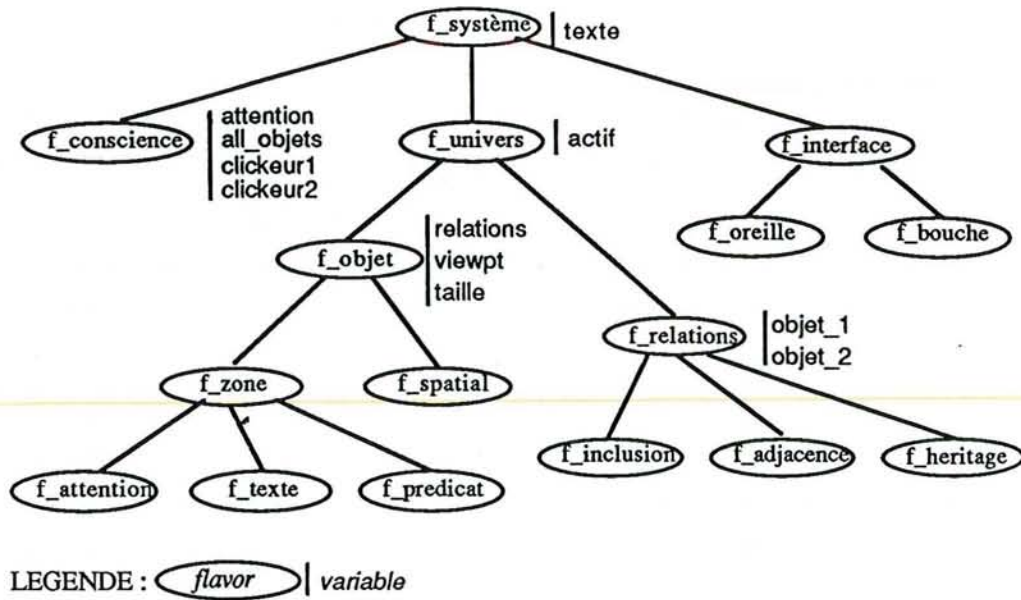 f_système
texte
f_conscience
attention
all_objets
clickeur1
clickeur2
f_univers
actif
f_interface
f_oreille
f_bouche
f_objet
relations
viewpt
taille
f_relations
objet_1
objet_2
f_zone
f_spatial
f_inclusion
f_adjacence
f_heritage
f_attention
f_texte
f_predicat
LEGENDE : flavor variable